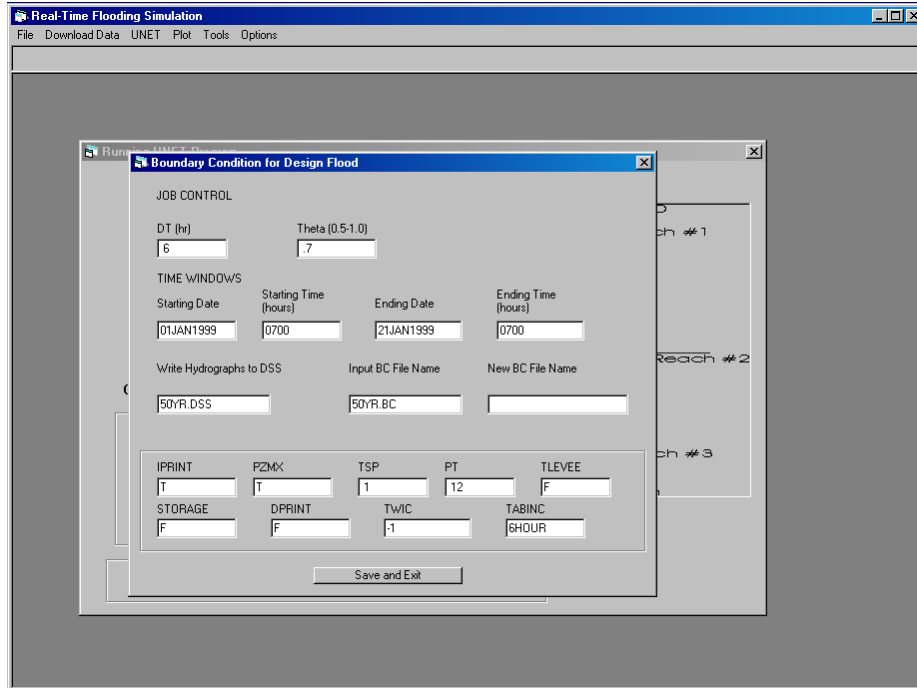 Real-Time Flooding Simulation
File Download Data UNET Plot Tools Options
Boundary Condition for Design Flood
JOB CONTROL
DT (hr) Theta (0.5-1.0)
6 .7
TIME WINDOWS
Starting Date Starting Time (hours) Ending Date Ending Time (hours)
01JAN1999 0700 21JAN1999 0700
Write Hydrographs to DSS Input BC File Name New BC File Name
50YR.DSS 50YR.BC
IPRINT PZMX TSP PT TLEVEE
T T 1 12 F
STORAGE DPRINT TWIC TABINC
F F -1 6HOUR
Save and Exit
ch #1
Reach #2
ch #3